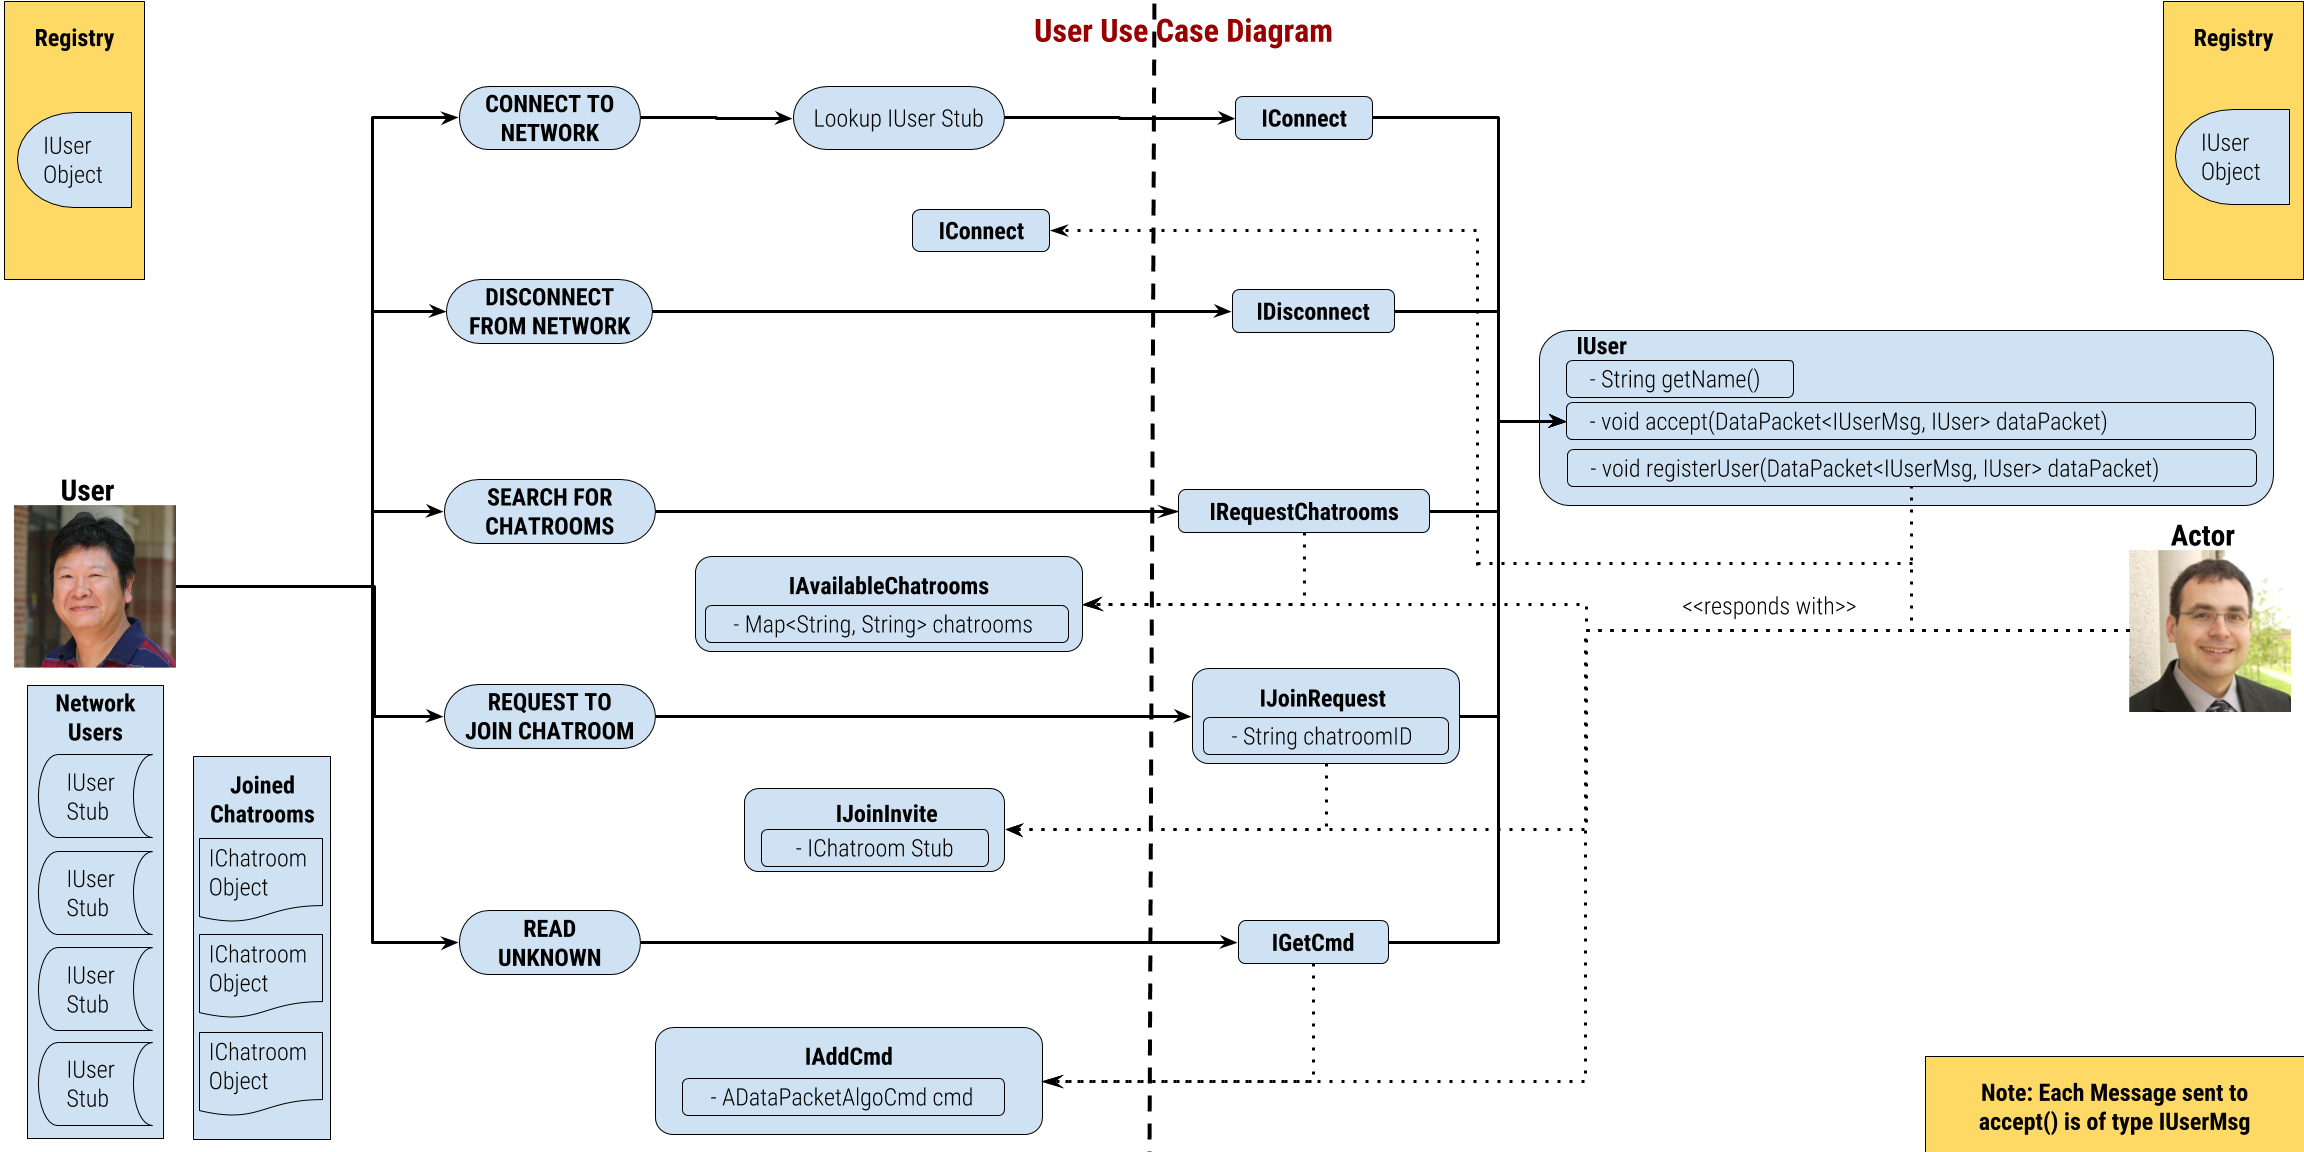 User Use Case Diagram
Registry
IUser
Object
Registry
IUser
Object
CONNECT TO
NETWORK
Lookup IUser Stub
IConnect
IConnect
DISCONNECT
FROM NETWORK
IDisconnect
IUser
- String getName()
- void accept(DataPacket<IUserMsg, IUser> dataPacket)
- void registerUser(DataPacket<IUserMsg, IUser> dataPacket)
User
SEARCH FOR
CHATROOMS
IRequestChatrooms
Actor
IAvailableChatrooms
- Map<String, String> chatrooms
<<responds with>>
REQUEST TO
JOIN CHATROOM
IJoinRequest
- String chatroomID
IJoinInvite
- IChatroom Stub
Network
Users
IUser
Stub
IUser
Stub
IUser
Stub
IUser
Stub
Joined
Chatrooms
IChatroom
Object
IChatroom
Object
IChatroom
Object
READ
UNKNOWN
IGetCmd
IAddCmd
- ADataPacketAlgoCmd cmd
Note: Each Message sent to
accept() is of type IUserMsg